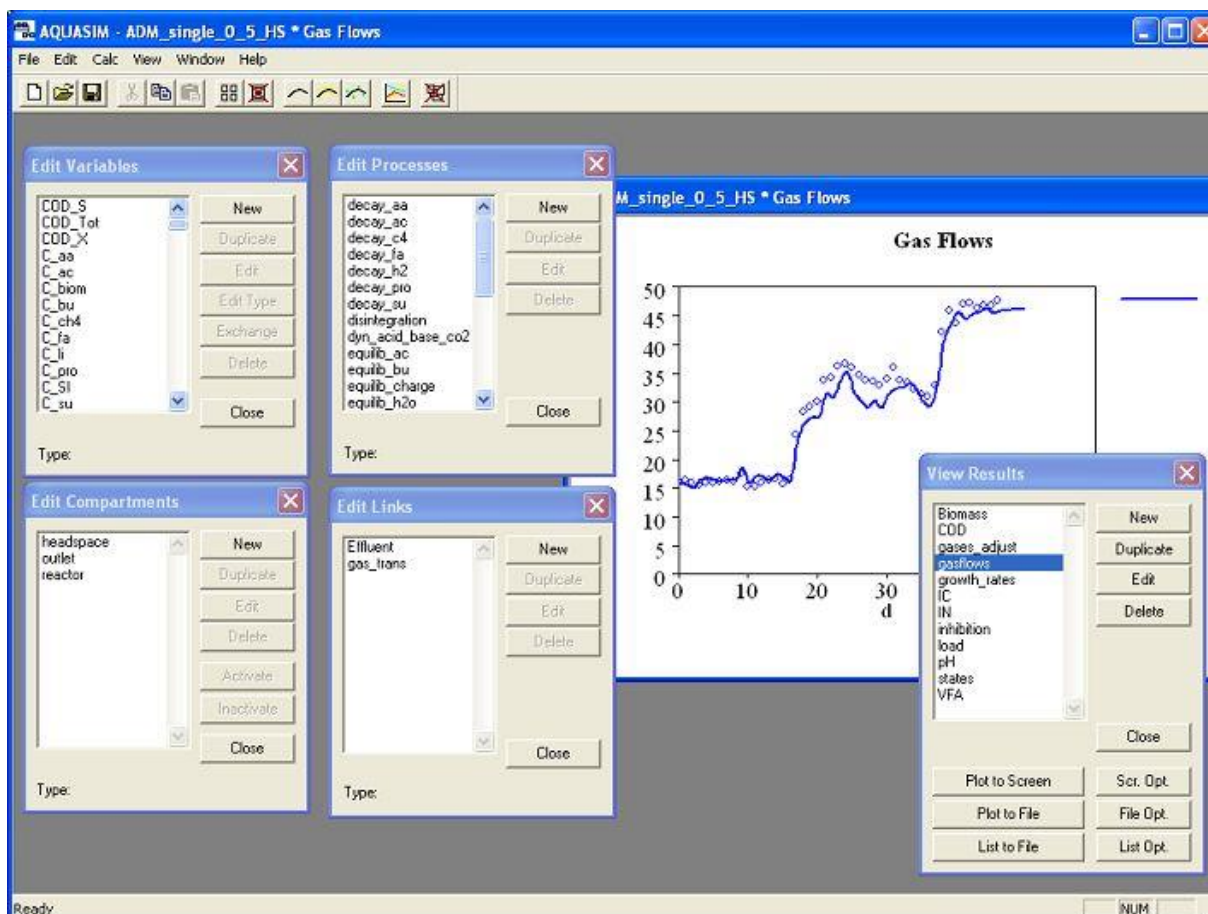 AQUASIM - ADM_single_0_5_HS * Gas Flows
File Edit Calc View Window Help
Edit Variables
COD_S
COD_Tot
COD_X
C_aa
C_ac
C_biom
C_bu
C_ch4
C_fa
C_li
C_pro
C_SI
C_su
New
Duplicate
Edit
Edit Type
Exchange
Delete
Close
Type:
Edit Processes
decay_aa
decay_ac
decay_c4
decay_fa
decay_h2
decay_pro
decay_su
disintegration
dyn_acid_base_co2
equilib_ac
equilib_bu
equilib_charge
equilib_h2o
New
Duplicate
Edit
Delete
Close
Type:
M_single_0_5_HS * Gas Flows
Gas Flows
50
45
40
35
30
25
20
15
10
5
0
0 10 20 30
d
Edit Compartments
headspace
outlet
reactor
New
Duplicate
Edit
Delete
Activate
Inactivate
Close
Type:
Edit Links
Effluent
gas_trans
New
Duplicate
Edit
Delete
Close
Type:
View Results
Biomass
COD
gases_adjust
gasflows
growth_rates
IC
IN
inhibition
load
pH
states
VFA
New
Duplicate
Edit
Delete
Close
Plot to Screen Scr. Opt.
Plot to File File Opt.
List to File List Opt.
Ready NUM